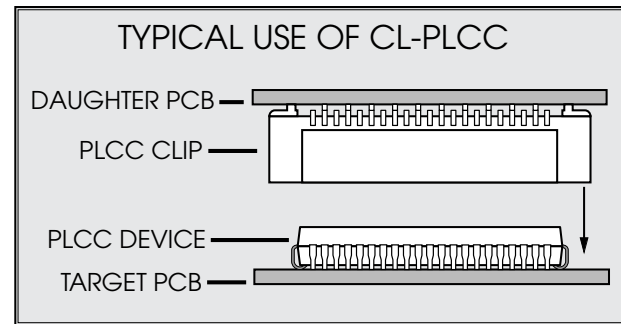 TYPICAL USE OF CL-PLCC
DAUGHTER PCB
PLCC CLIP
PLCC DEVICE
TARGET PCB